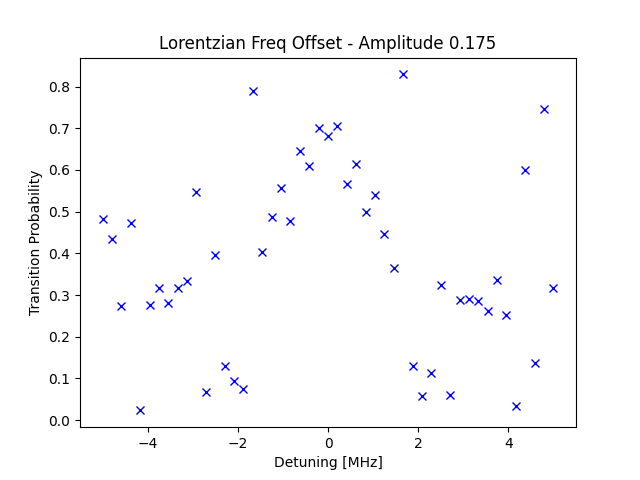 Lorentzian Freq Offset - Amplitude 0.175
0.8
0.7
0.6
0.5
0.4
0.3
0.2
0.1
0.0
Transition Probability
−4 −2 0 2 4
Detuning [MHz]